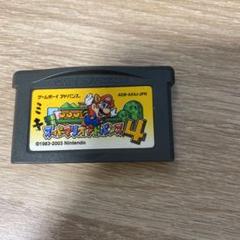 ゲームボーイアドバンス。
AGB-AX4J-JPN
スーパーマリオアドバンス4
©1983-2003 Nintendo